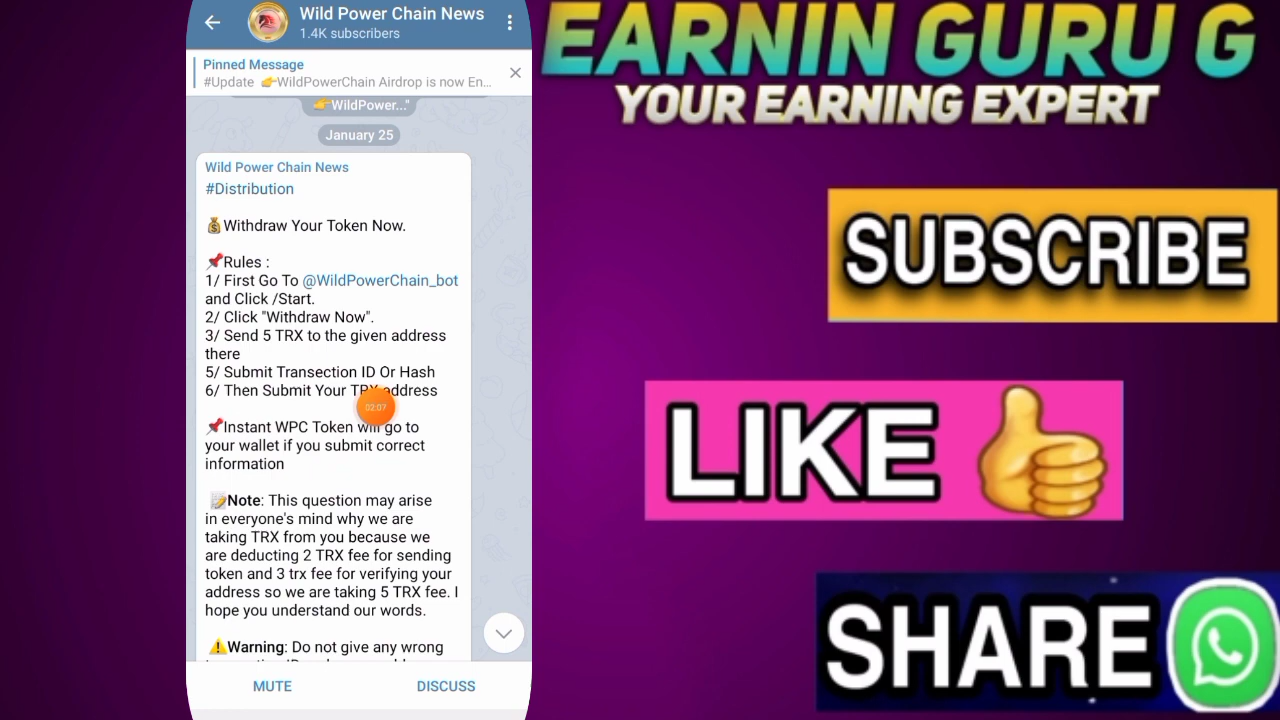 Wild Power Chain News
1.4K subscribers
Pinned Message
#Update 👉WildPowerChain Airdrop is now En...
👉WildPower..."
January 25
Wild Power Chain News
#Distribution
💰Withdraw Your Token Now.
📌Rules :
1/ First Go To @WildPowerChain_bot
and Click /Start.
2/ Click "Withdraw Now".
3/ Send 5 TRX to the given address
there
5/ Submit Transection ID Or Hash
6/ Then Submit Your TRX address
02:07
📌Instant WPC Token will go to
your wallet if you submit correct
information
📝Note: This question may arise
in everyone's mind why we are
taking TRX from you because we
are deducting 2 TRX fee for sending
token and 3 trx fee for verifying your
address so we are taking 5 TRX fee. I
hope you understand our words.
⚠️Warning: Do not give any wrong
MUTE
DISCUSS
EARNIN GURU G
YOUR EARNING EXPERT
SUBSCRIBE
LIKE
SHARE